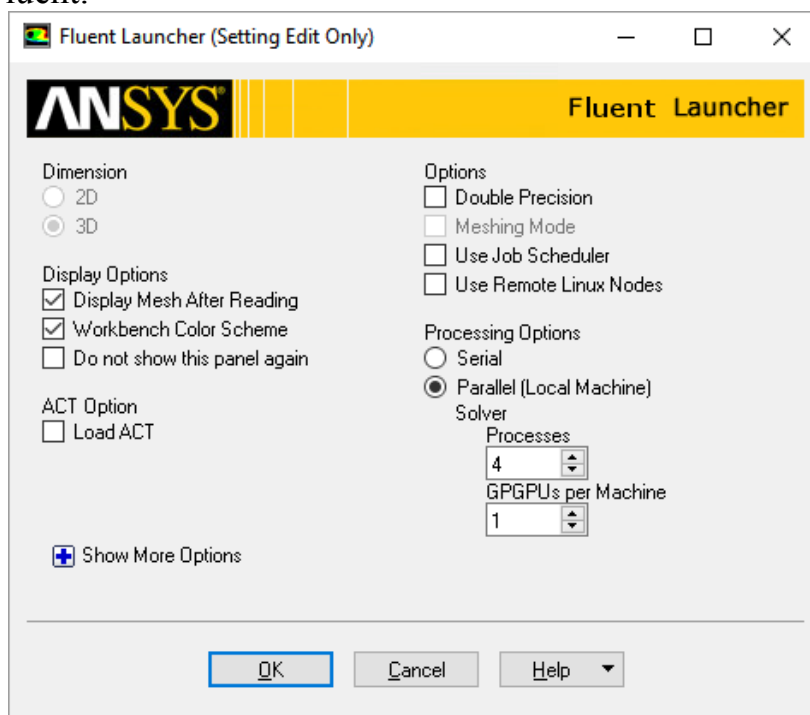 Fluent Launcher (Setting Edit Only)
ANSYS
Fluent Launcher
Dimension
2D
3D
Display Options
Display Mesh After Reading
Workbench Color Scheme
Do not show this panel again
ACT Option
Load ACT
Show More Options
Options
Double Precision
Meshing Mode
Use Job Scheduler
Use Remote Linux Nodes
Processing Options
Serial
Parallel (Local Machine)
Solver
Processes
4
GPGPUs per Machine
1
OK
Cancel
Help